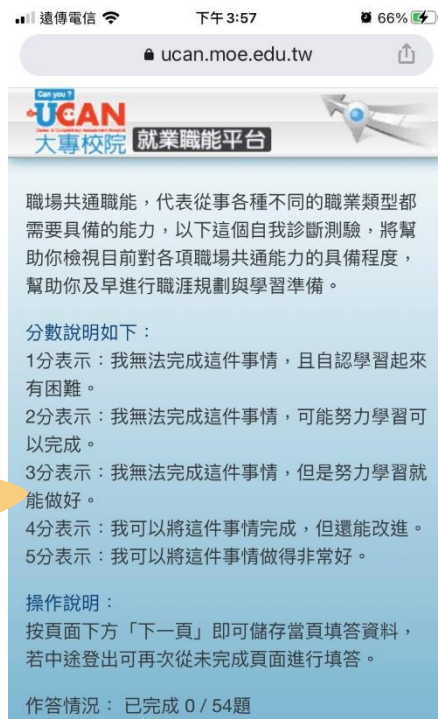 遠傳電信
下午3:57
66%
ucan.moe.edu.tw
Can you?
UCAN
大專校院 就業職能平台
職場共通職能，代表從事各種不同的職業類型都
需要具備的能力，以下這個自我診斷測驗，將幫
助你檢視目前對各項職場共通能力的具備程度，
幫助你及早進行職涯規劃與學習準備。
分數說明如下：
1分表示：我無法完成這件事情，且自認學習起來
有困難。
2分表示：我無法完成這件事情，可能努力學習可
以完成。
3分表示：我無法完成這件事情，但是努力學習就
能做好。
4分表示：我可以將這件事情完成，但還能改進。
5分表示：我可以將這件事情做得非常好。
操作說明：
按頁面下方「下一頁」即可儲存當頁填答資料，
若中途登出可再次從未完成頁面進行填答。
作答情況： 已完成 0 / 54題